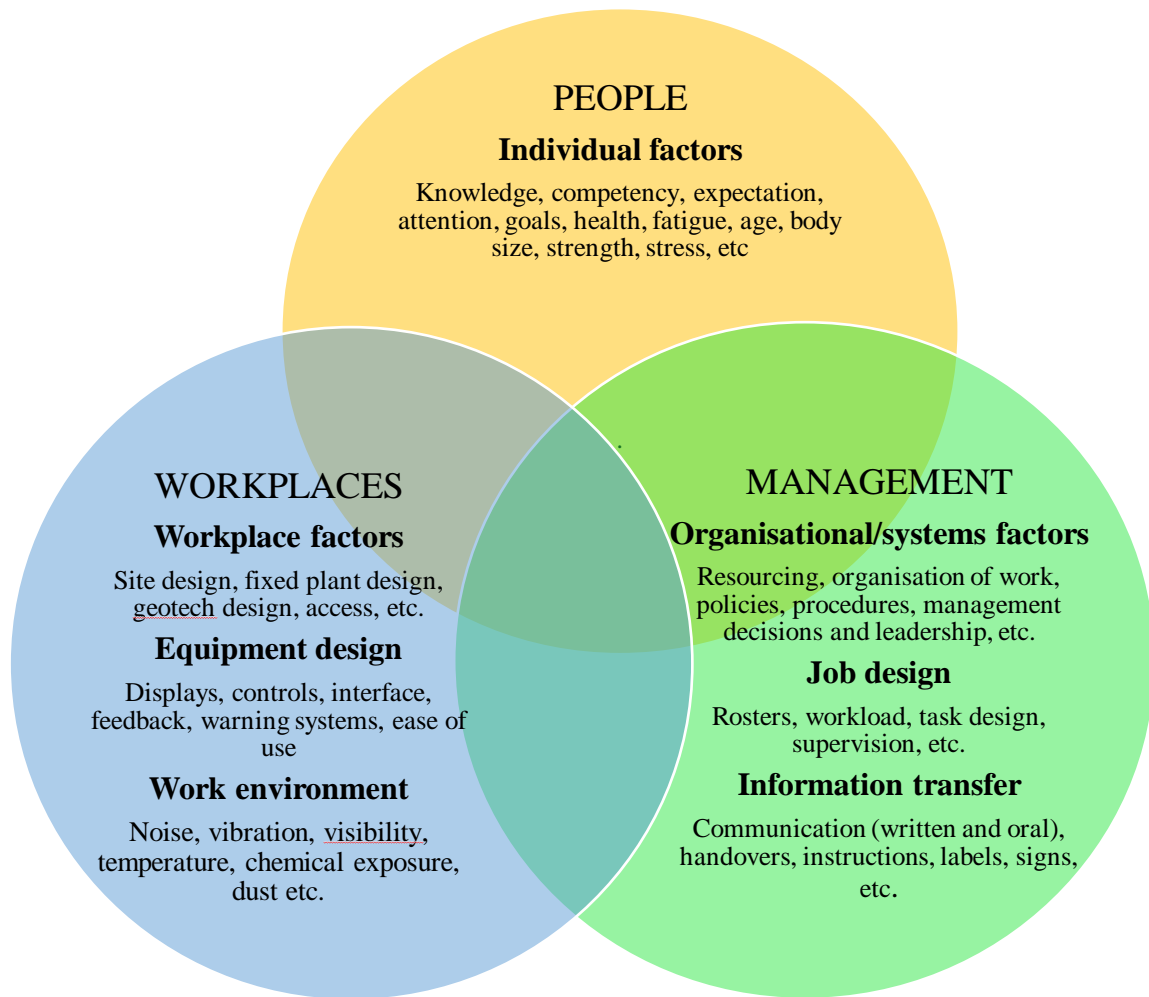 PEOPLE
Individual factors
Knowledge, competency, expectation,
attention, goals, health, fatigue, age, body
size, strength, stress, etc
WORKPLACES
Workplace factors
Site design, fixed plant design,
geotech design, access, etc.
Equipment design
Displays, controls, interface,
feedback, warning systems, ease of
use
Work environment
Noise, vibration, visibility,
temperature, chemical exposure,
dust etc.
MANAGEMENT
Organisational/systems factors
Resourcing, organisation of work,
policies, procedures, management
decisions and leadership, etc.
Job design
Rosters, workload, task design,
supervision, etc.
Information transfer
Communication (written and oral),
handovers, instructions, labels, signs,
etc.